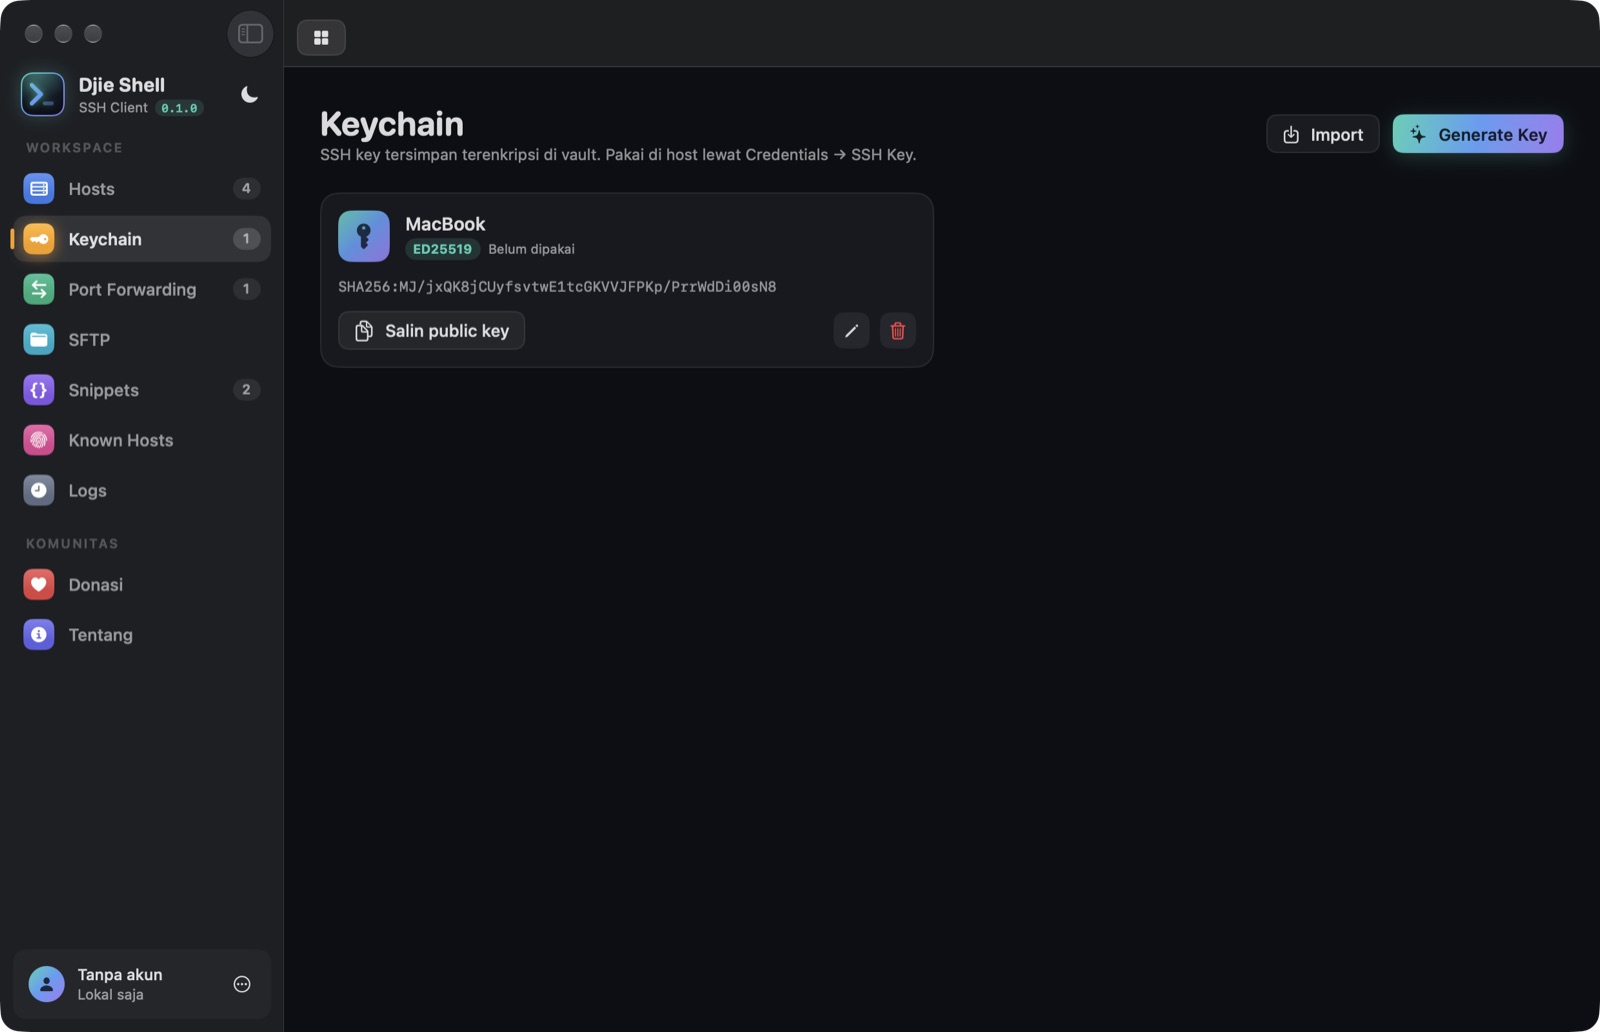 Djie Shell
SSH Client 0.1.0
WORKSPACE
Hosts 4
Keychain 1
Port Forwarding 1
SFTP
Snippets 2
Known Hosts
Logs
KOMUNITAS
Donasi
Tentang
Tanpa akun
Lokal saja
Keychain
SSH key tersimpan terenkripsi di vault. Pakai di host lewat Credentials → SSH Key.
Import
Generate Key
MacBook
ED25519 Belum dipakai
SHA256:MJ/jxQK8jCUyfsvtwE1tcGKVVJFPKp/PrrWdDi00sN8
Salin public key